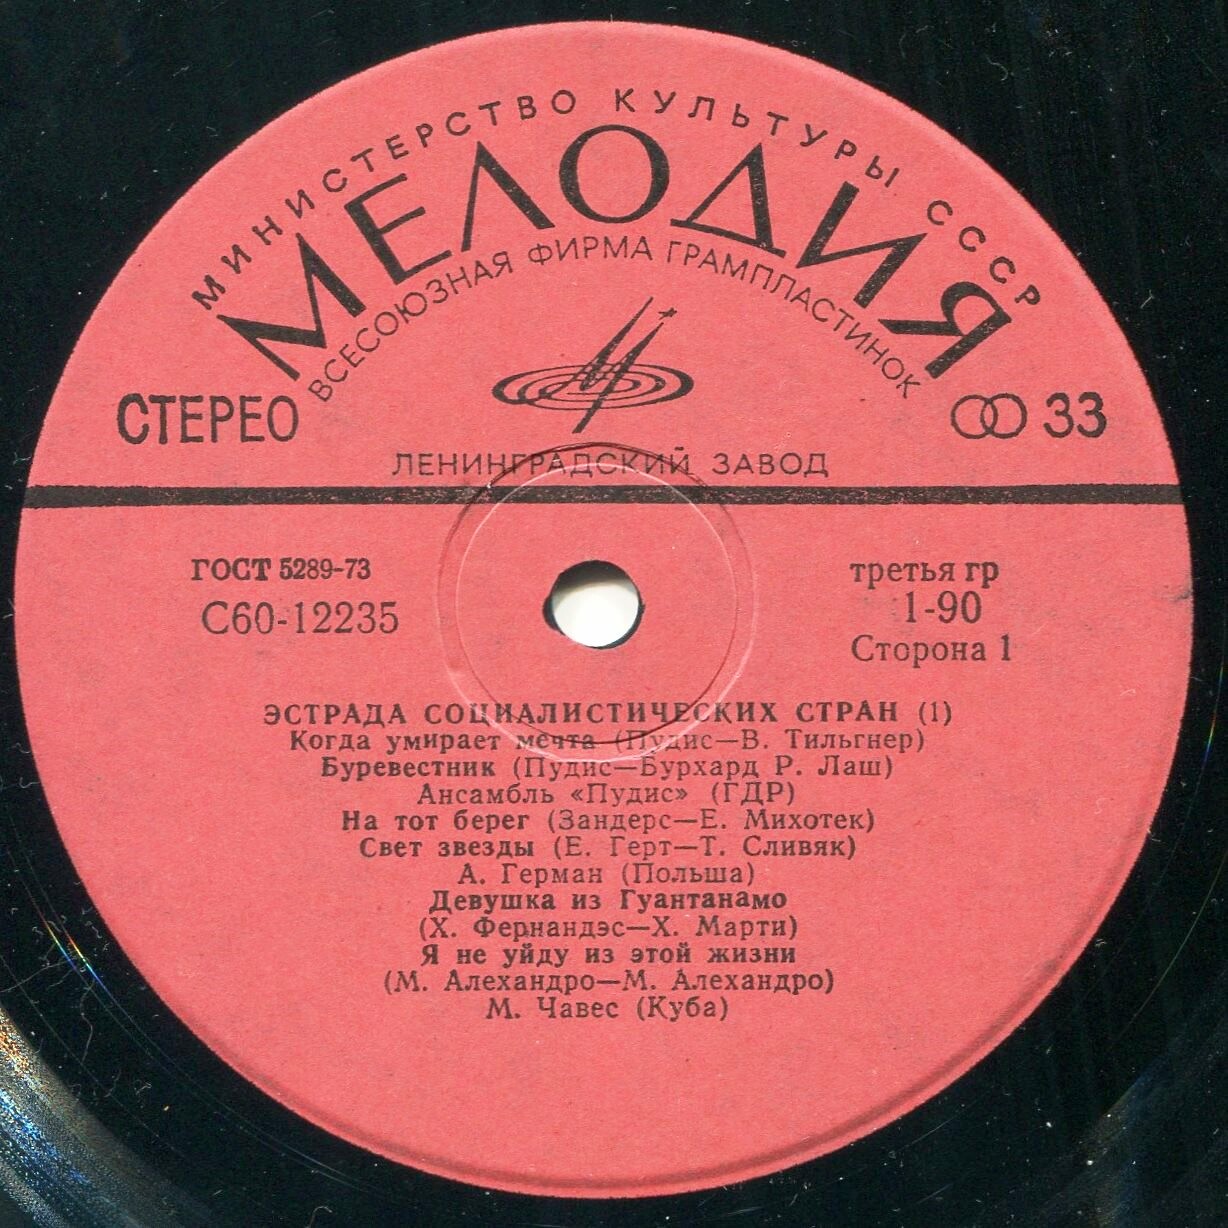 МИНИСТЕРСТВО КУЛЬТУРЫ СССР
МЕЛОДИЯ
ВСЕСОЮЗНАЯ ФИРМА ГРАМПЛАСТИНОК
СТЕРЕО
33
ЛЕНИНГРАДСКИЙ ЗАВОД
ГОСТ 5289-73
С60-12235
третья гр
1-90
Сторона 1
ЭСТРАДА СОЦИАЛИСТИЧЕСКИХ СТРАН (1)
Когда умирает мечта (Пудис—В. Тильгнер)
Буревестник (Пудис—Бурхард Р. Лаш)
Ансамбль «Пудис» (ГДР)
На тот берег (Зандерс—Е. Михотек)
Свет звезды (Е. Герт—Т. Сливяк)
А. Герман (Польша)
Девушка из Гуантанамо
(Х. Фернандэс—Х. Марти)
Я не уйду из этой жизни
(М. Алехандро—М. Алехандро)
М. Чавес (Куба)